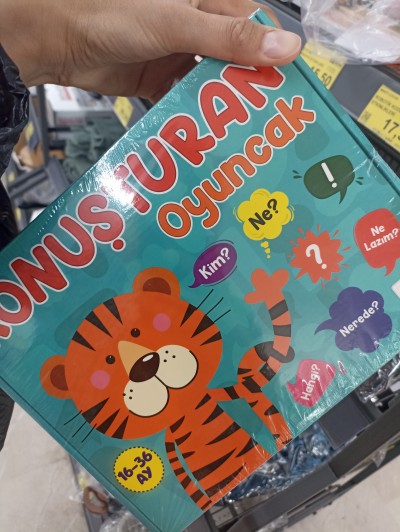 KONUŞTURAN
Oyuncak
!
Ne?
Kim?
?
Ne
Lazım?
Nerede?
Hangi?
16-36
AY